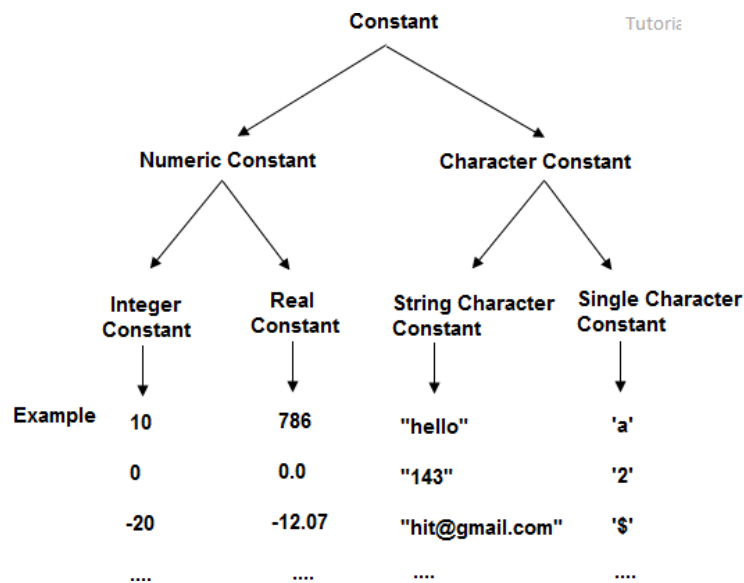 Constant
Numeric Constant Character Constant
Integer Constant
Real Constant
String Character Constant
Single Character Constant
Example 10 786 "hello" 'a'
0 0.0 "143" '2'
-20 -12.07 "hit@gmail.com" '$'
.... .... .... ....